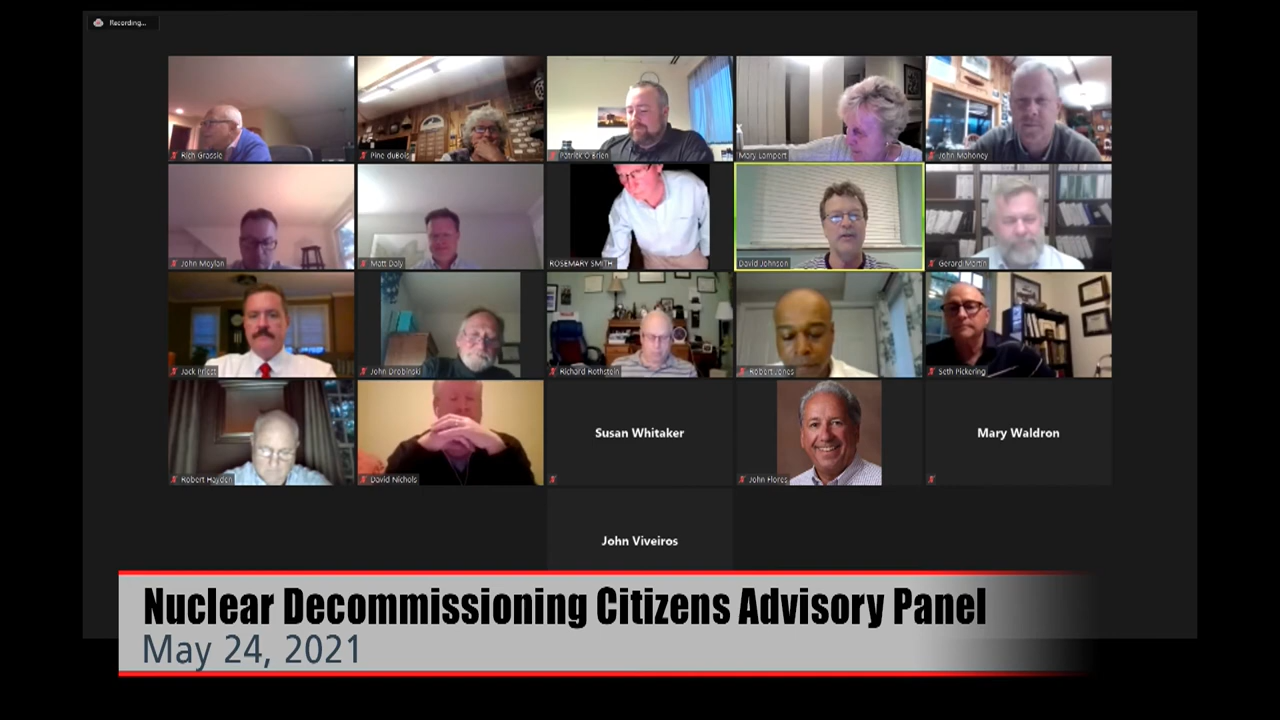 Recording...
Rich Grassie
Pine duBois
Patrick O'Brien
Mary Lampert
John Mahoney
John Moylan
Matt Daly
ROSEMARY SMITH
David Johnson
Gerard Martin
Jack Priest
John Drobinski
Richard Rothstein
Robert Jones
Seth Pickering
Robert Hayden
David Nichols
Susan Whitaker
John Flores
Mary Waldron
John Viveiros
Nuclear Decommissioning Citizens Advisory Panel
May 24, 2021